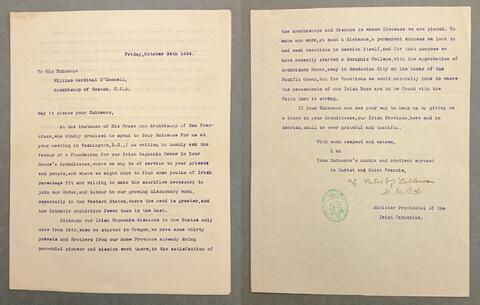 Friday, October 24th 1924.
To His Eminence
William Cardinal O'Connell,
Archbishop of Boston, U.S.A.
May it please your Eminence,
At the instance of His Grace the Archbishop of San Fran-
cisco, who kindly promised to speak to Your Eminence for us at
your meeting in Washington, D.C., I am writing to humbly ask the
favour of a foundation for our Irish Capuchin Order in Your
Grace's Archdiocese, where we may be of service to your priests
and people, and where we might hope to find some youths of Irish
percentage fit and willing to make the sacrifice necessary to
join our Order, and labour in our growing missionary work,
especially in the Western States, where the need is greater, and
the Catholic population fewer than in the East.
Although our Irish Capuchin Missions to the States only
date from 1910, when we started in Oregon, we have some thirty
priests and Brothers from our home Province already doing
parochial mission and mission work there, to the satisfaction of
the Archbishops and Bishops in whose Dioceses we are placed. To
make our work, at such a distance, a permanent success we look to
and seek vocations in America itself, and for that purpose we
have recently started a Seraphic College, with the approbation of
Archbishop Hanna, away in Mendocino City on the banks of the
Pacific Ocean, but for Vocations we would naturally look to where
the descendants of our Irish Race are to be found with the
Faith that is strong.
If Your Eminence can see your way to help us by giving us
a place in your Archdiocese, our Irish Province, here and in
America, shall be ever grateful and thankful.
With much respect and esteem,
I am
Your Eminence's humble and obedient servant
in Christ and Saint Francis,
Minister Provincial of the
Irish Capuchins.